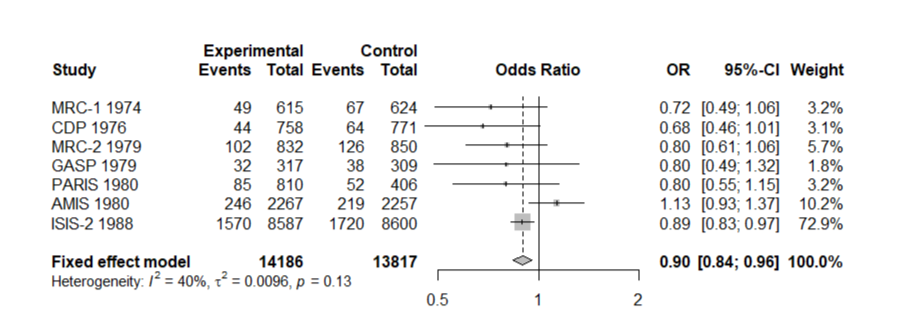 Experimental Control
Study Events Total Events Total Odds Ratio OR 95%-CI Weight
MRC-1 1974 49 615 67 624 0.72 [0.49; 1.06] 3.2%
CDP 1976 44 758 64 771 0.68 [0.46; 1.01] 3.1%
MRC-2 1979 102 832 126 850 0.80 [0.61; 1.06] 5.7%
GASP 1979 32 317 38 309 0.80 [0.49; 1.32] 1.8%
PARIS 1980 85 810 52 406 0.80 [0.55; 1.15] 3.2%
AMIS 1980 246 2267 219 2257 1.13 [0.93; 1.37] 10.2%
ISIS-2 1988 1570 8587 1720 8600 0.89 [0.83; 0.97] 72.9%
Fixed effect model 14186 13817 0.90 [0.84; 0.96] 100.0%
Heterogeneity: I² = 40%, τ² = 0.0096, p = 0.13
0.5 1 2